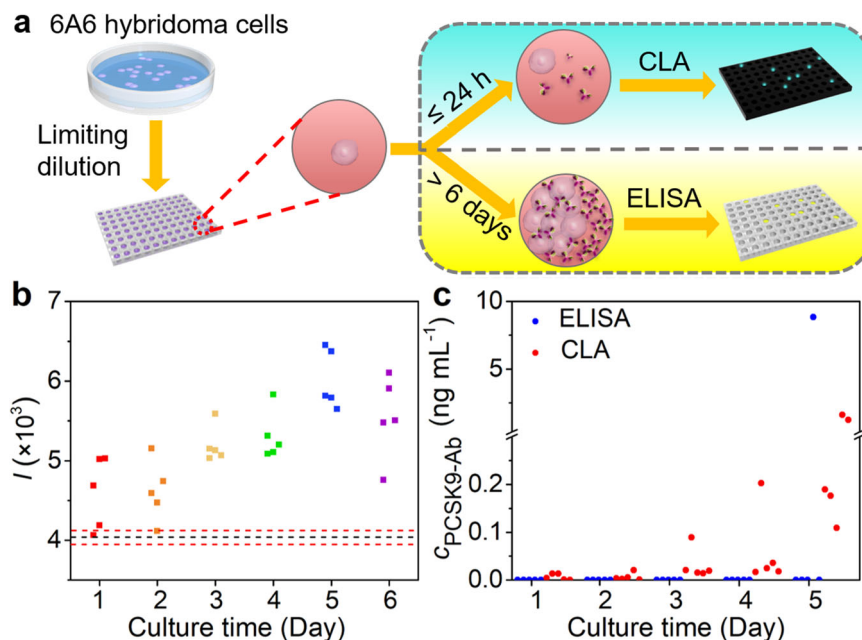 a
6A6 hybridoma cells
Limiting
dilution
≤ 24 h
CLA
> 6 days
ELISA
b
I (×10³)
7
6
5
4
1 2 3 4 5 6
Culture time (Day)
c
ELISA
CLA
cPCSK9-Ab (ng mL⁻¹)
10
5
0.2
0.1
0.0
1 2 3 4 5
Culture time (Day)